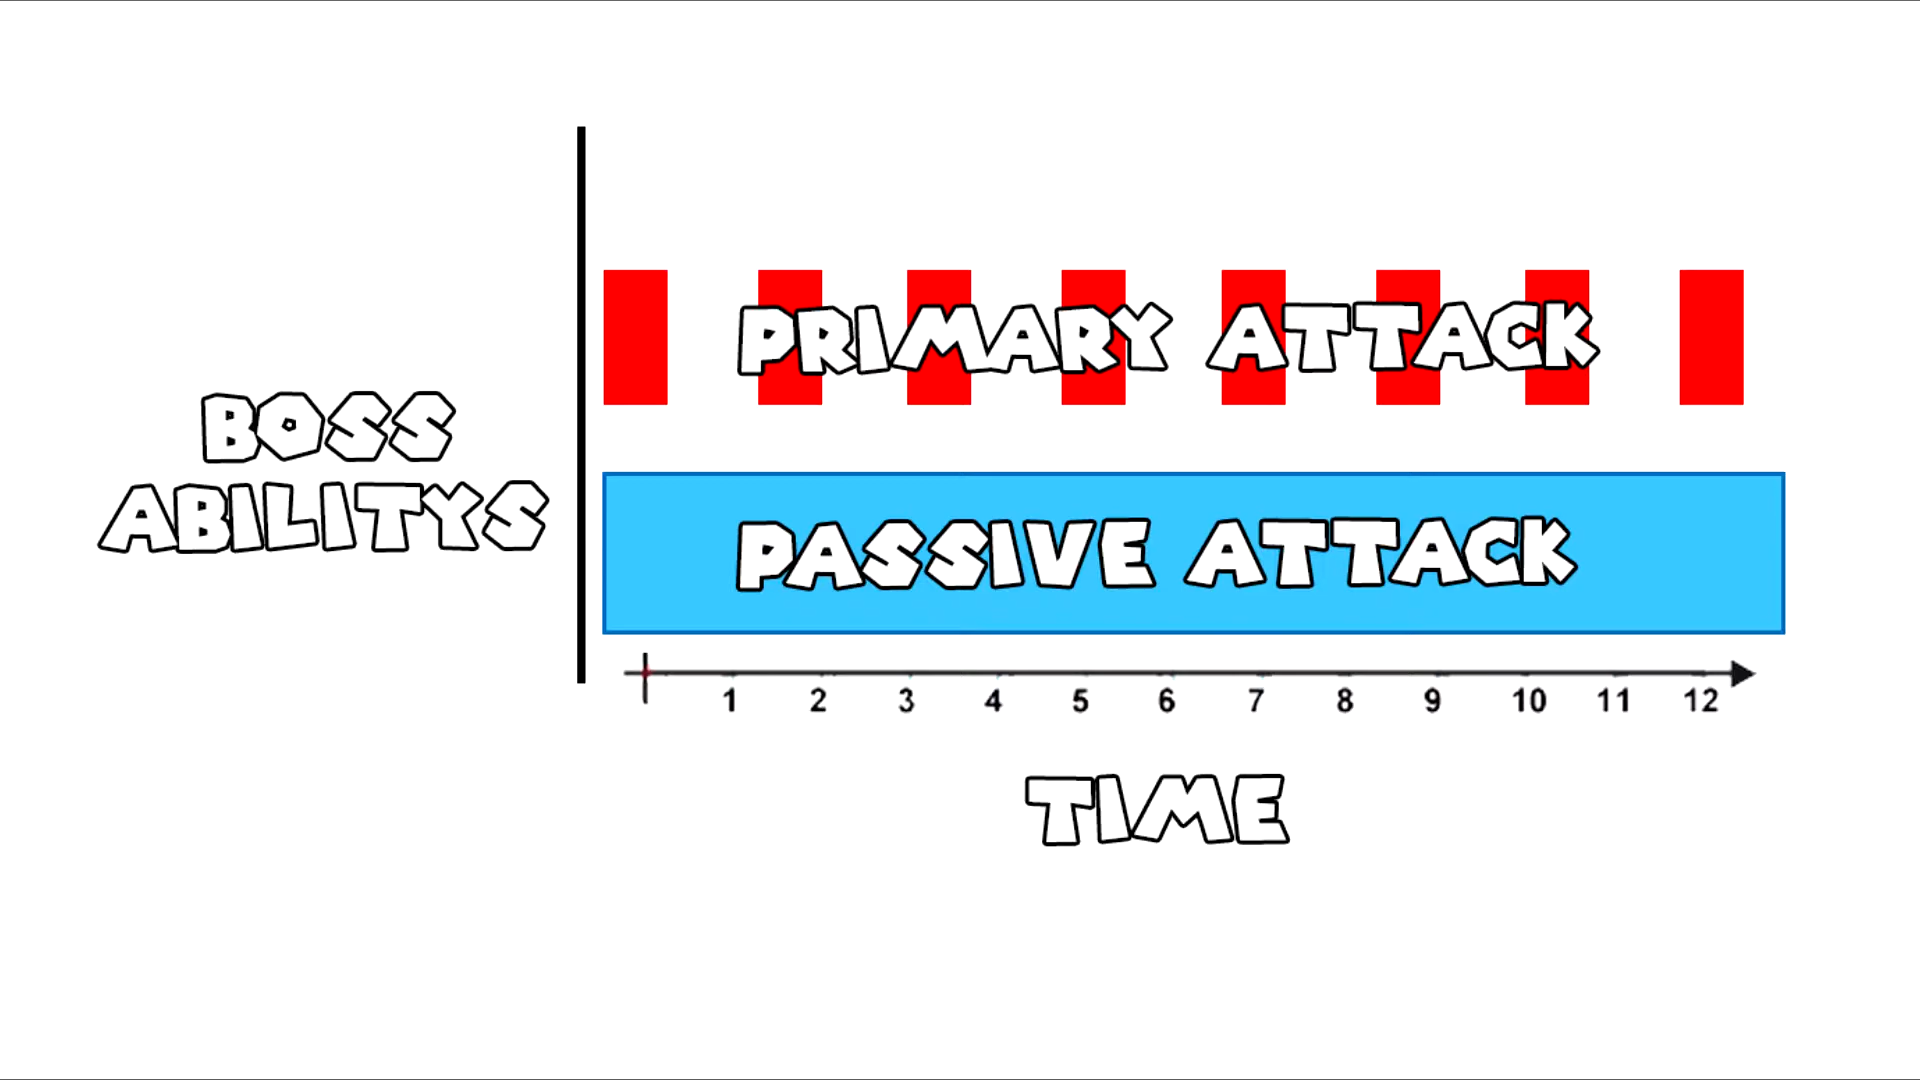 PRIMARY ATTACK
BOSS
ABILITYS
PASSIVE ATTACK
1 2 3 4 5 6 7 8 9 10 11 12
TIME